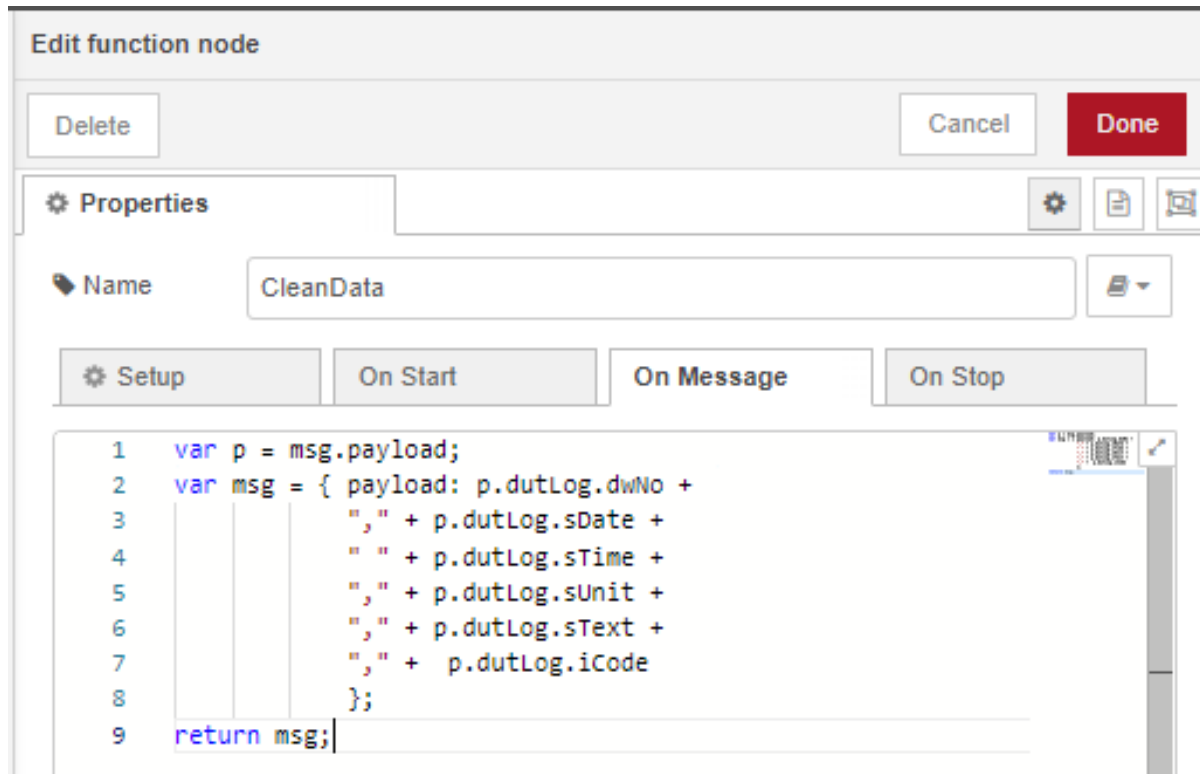 Edit function node
Delete Cancel Done
Properties
Name CleanData
Setup On Start On Message On Stop
1 var p = msg.payload;
2 var msg = { payload: p.dutLog.dwNo +
3 "," + p.dutLog.sDate +
4 " " + p.dutLog.sTime +
5 "," + p.dutLog.sUnit +
6 "," + p.dutLog.sText +
7 "," +  p.dutLog.iCode
8 };
9 return msg;